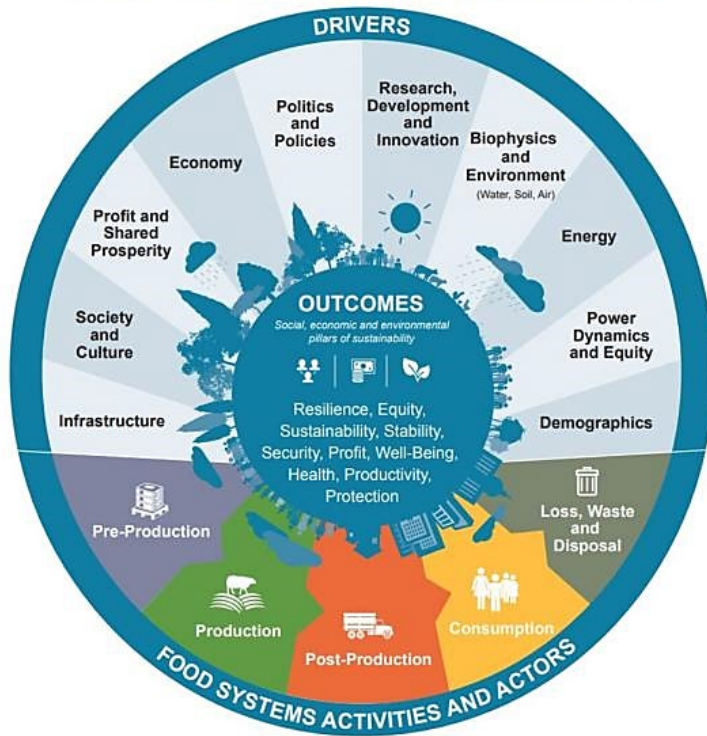 DRIVERS
Infrastructure
Society
and
Culture
Profit and
Shared
Prosperity
Economy
Politics
and
Policies
Research,
Development
and
Innovation
Biophysics
and
Environment
(Water, Soil, Air)
Energy
Power
Dynamics
and Equity
Demographics
OUTCOMES
Social, economic and environmental
pillars of sustainability
Resilience, Equity,
Sustainability, Stability,
Security, Profit, Well-Being,
Health, Productivity,
Protection
Pre-Production
Production
Post-Production
Consumption
Loss, Waste
and
Disposal
FOOD SYSTEMS ACTIVITIES AND ACTORS